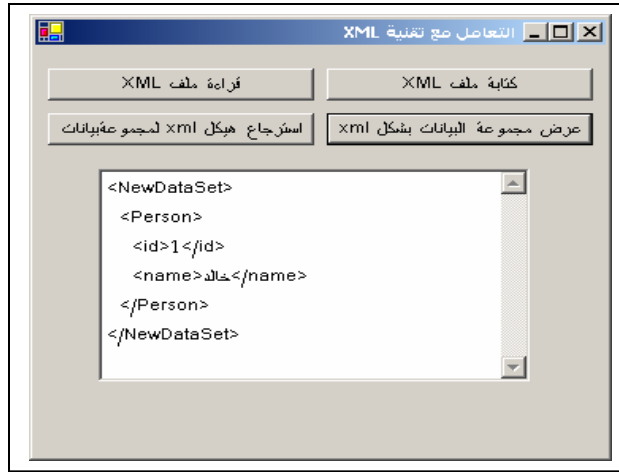 التعامل مع تقنية XML
كتابة ملف XML
قراءة ملف XML
عرض مجموعة البيانات بشكل xml
استرجاع هيكل xml لمجموعةبيانات
<NewDataSet>
<Person>
<id>1</id>
<name>خالد</name>
</Person>
</NewDataSet>